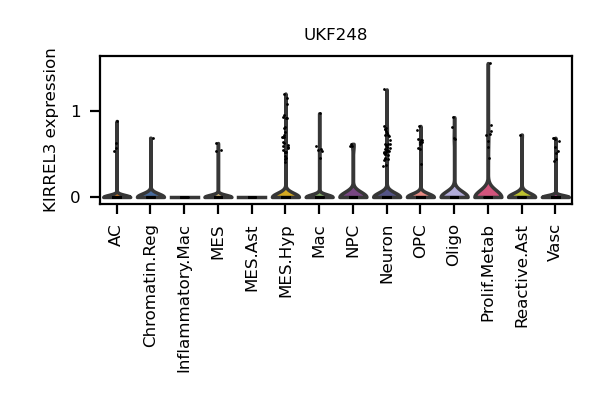 UKF248
KIRREL3 expression
1
0
AC
Chromatin.Reg
Inflammatory.Mac
MES
MES.Ast
MES.Hyp
Mac
NPC
Neuron
OPC
Oligo
Prolif.Metab
Reactive.Ast
Vasc